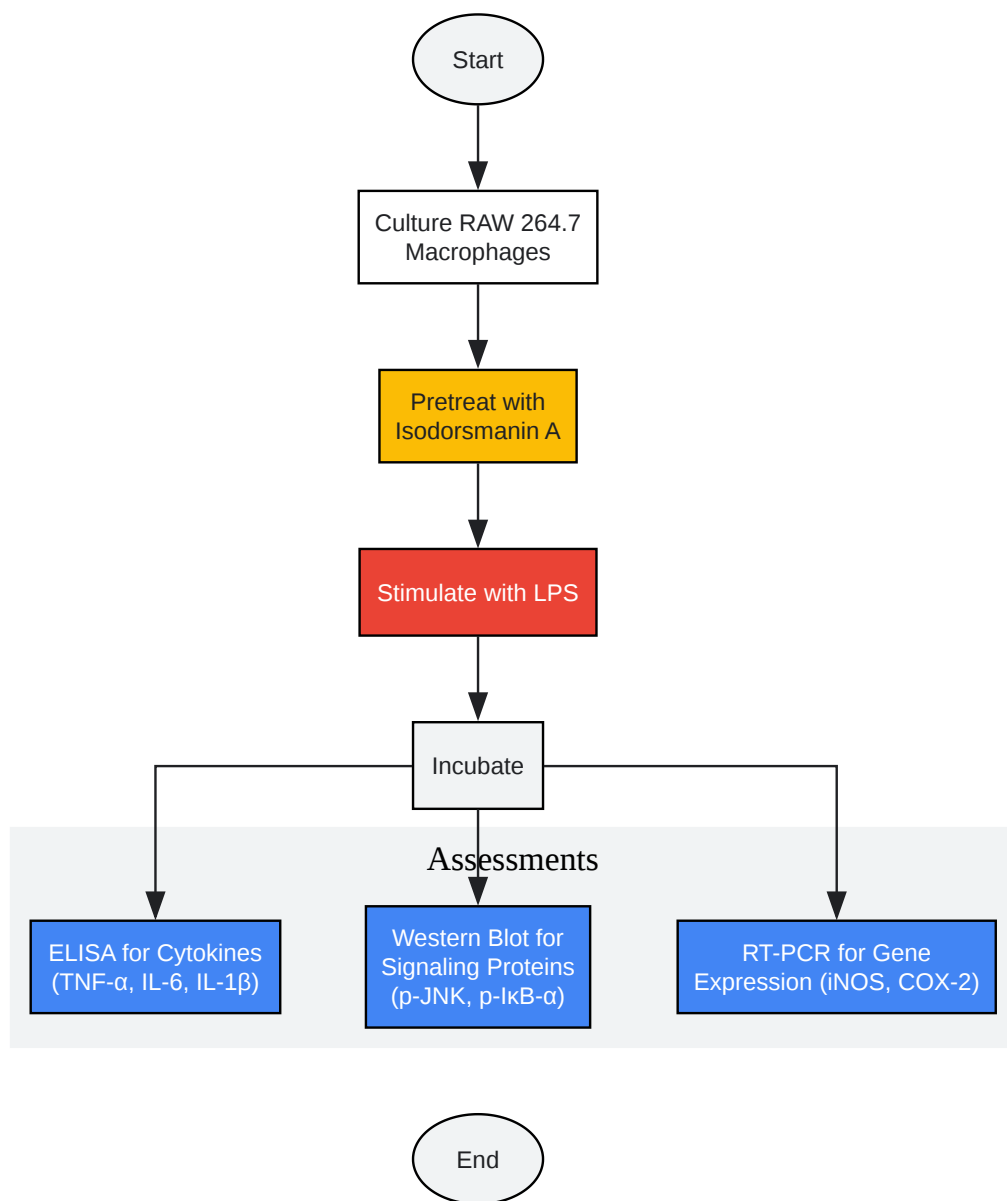 Start
Culture RAW 264.7
Macrophages
Pretreat with
Isodorsmanin A
Stimulate with LPS
Incubate
Assessments
ELISA for Cytokines
(TNF-α, IL-6, IL-1β)
Western Blot for
Signaling Proteins
(p-JNK, p-IκB-α)
RT-PCR for Gene
Expression (iNOS, COX-2)
End